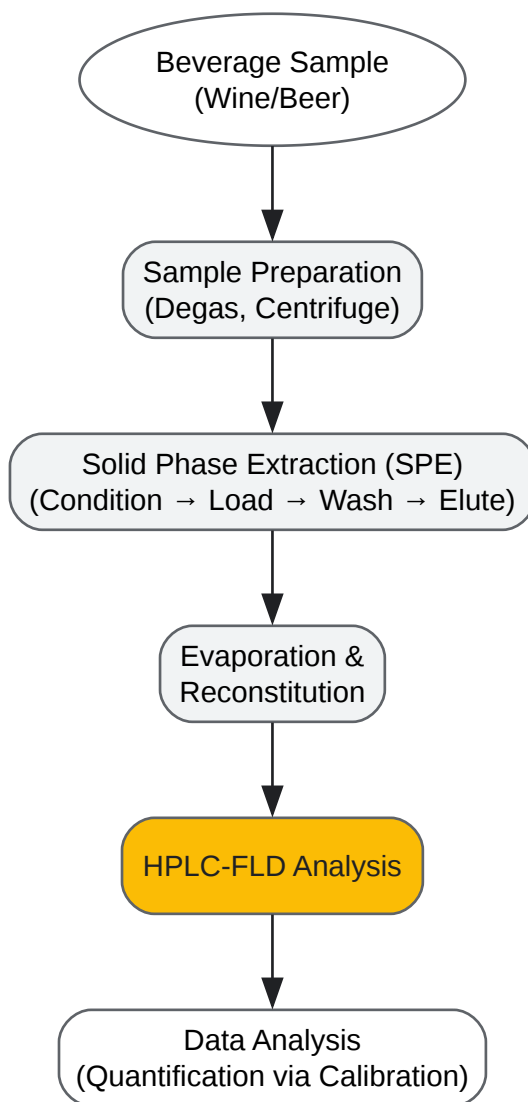 Beverage Sample
(Wine/Beer)
Sample Preparation
(Degas, Centrifuge)
Solid Phase Extraction (SPE)
(Condition → Load → Wash → Elute)
Evaporation &
Reconstitution
HPLC-FLD Analysis
Data Analysis
(Quantification via Calibration)